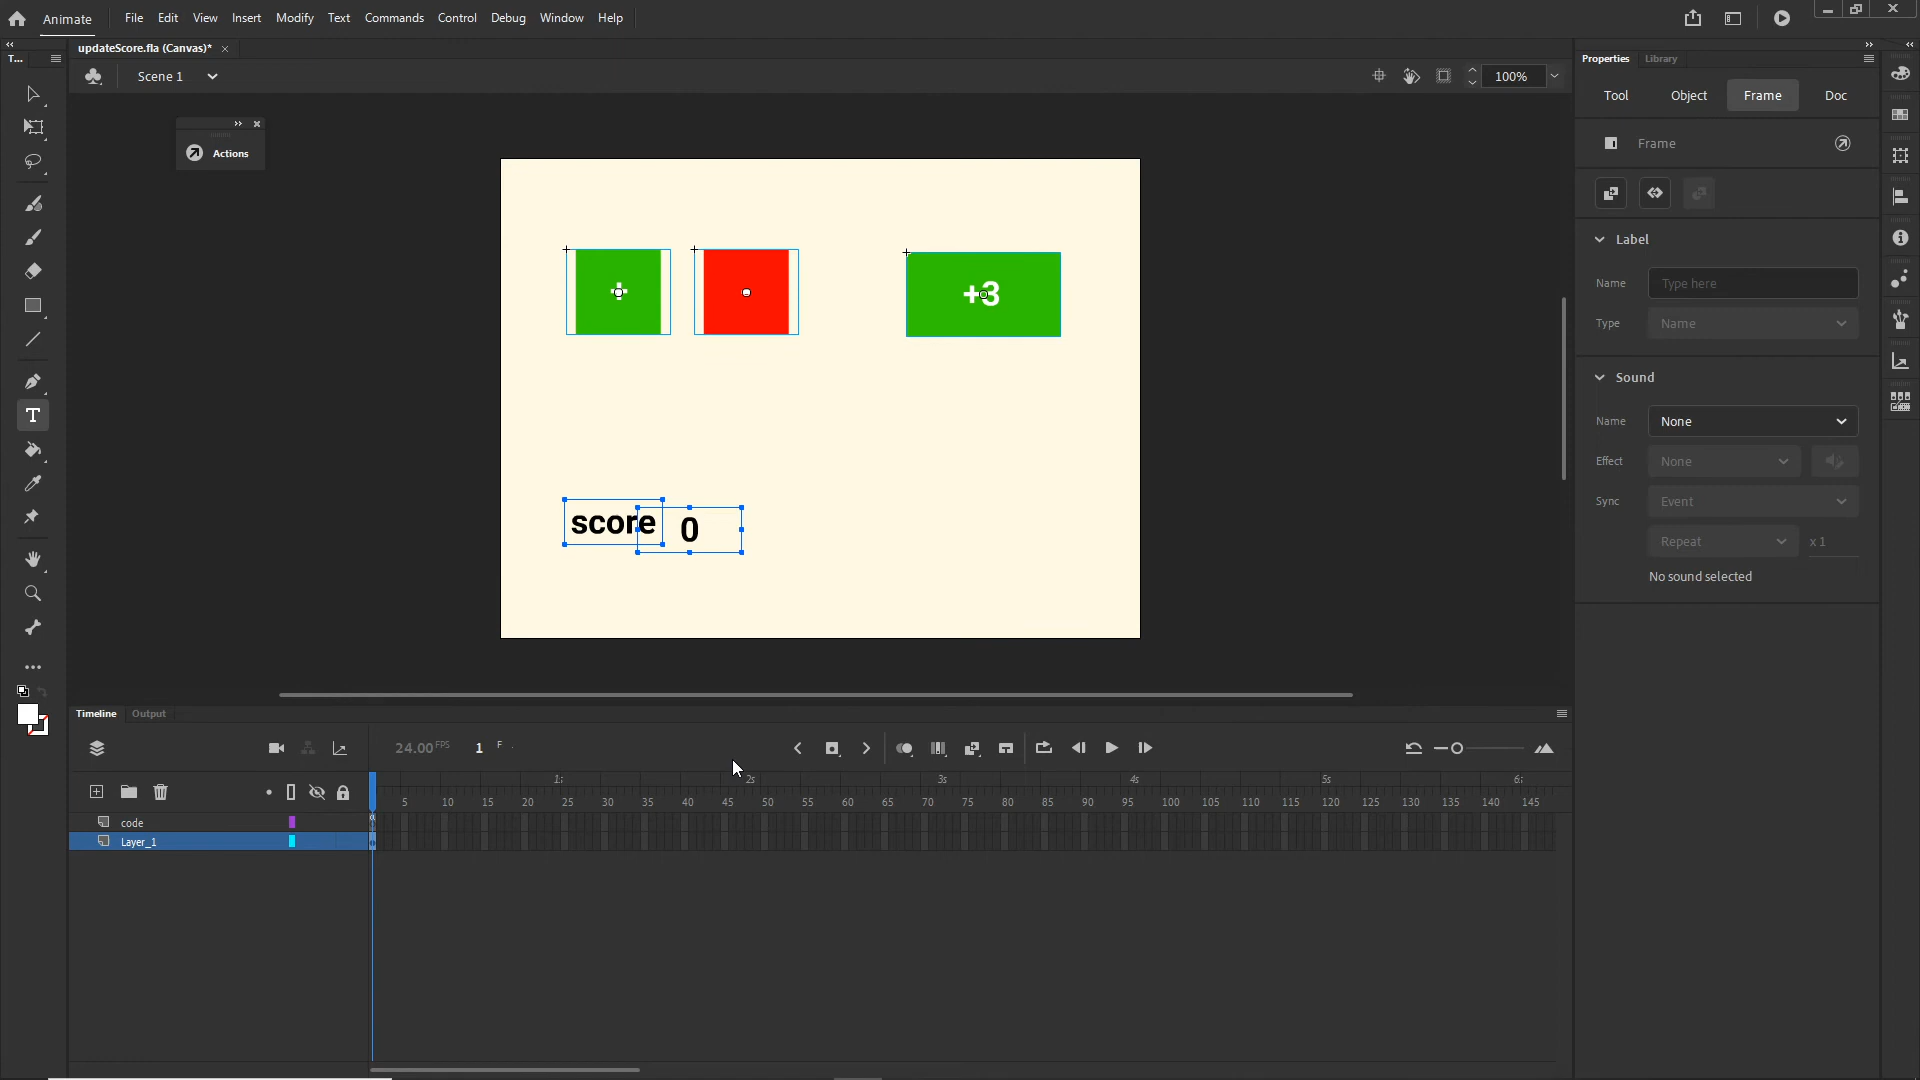 Animate File Edit View Insert Modify Text Commands Control Debug Window Help
T... updateScore.fla (Canvas)* Properties Library
Scene 1 100%
Tool Object Frame Doc
Actions
Frame
Label
Name Type here
Type Name
+ - +3
Sound
Name None
Effect None
Sync Event
Repeat x 1
No sound selected
score 0
T
Timeline Output
24.00 FPS 1 F
1s 2s 3s 4s 5s
5 10 15 20 25 30 35 40 45 50 55 60 65 70 75 80 85 90 95 100 105 110 115 120 125 130 135 140 145
code
Layer_1